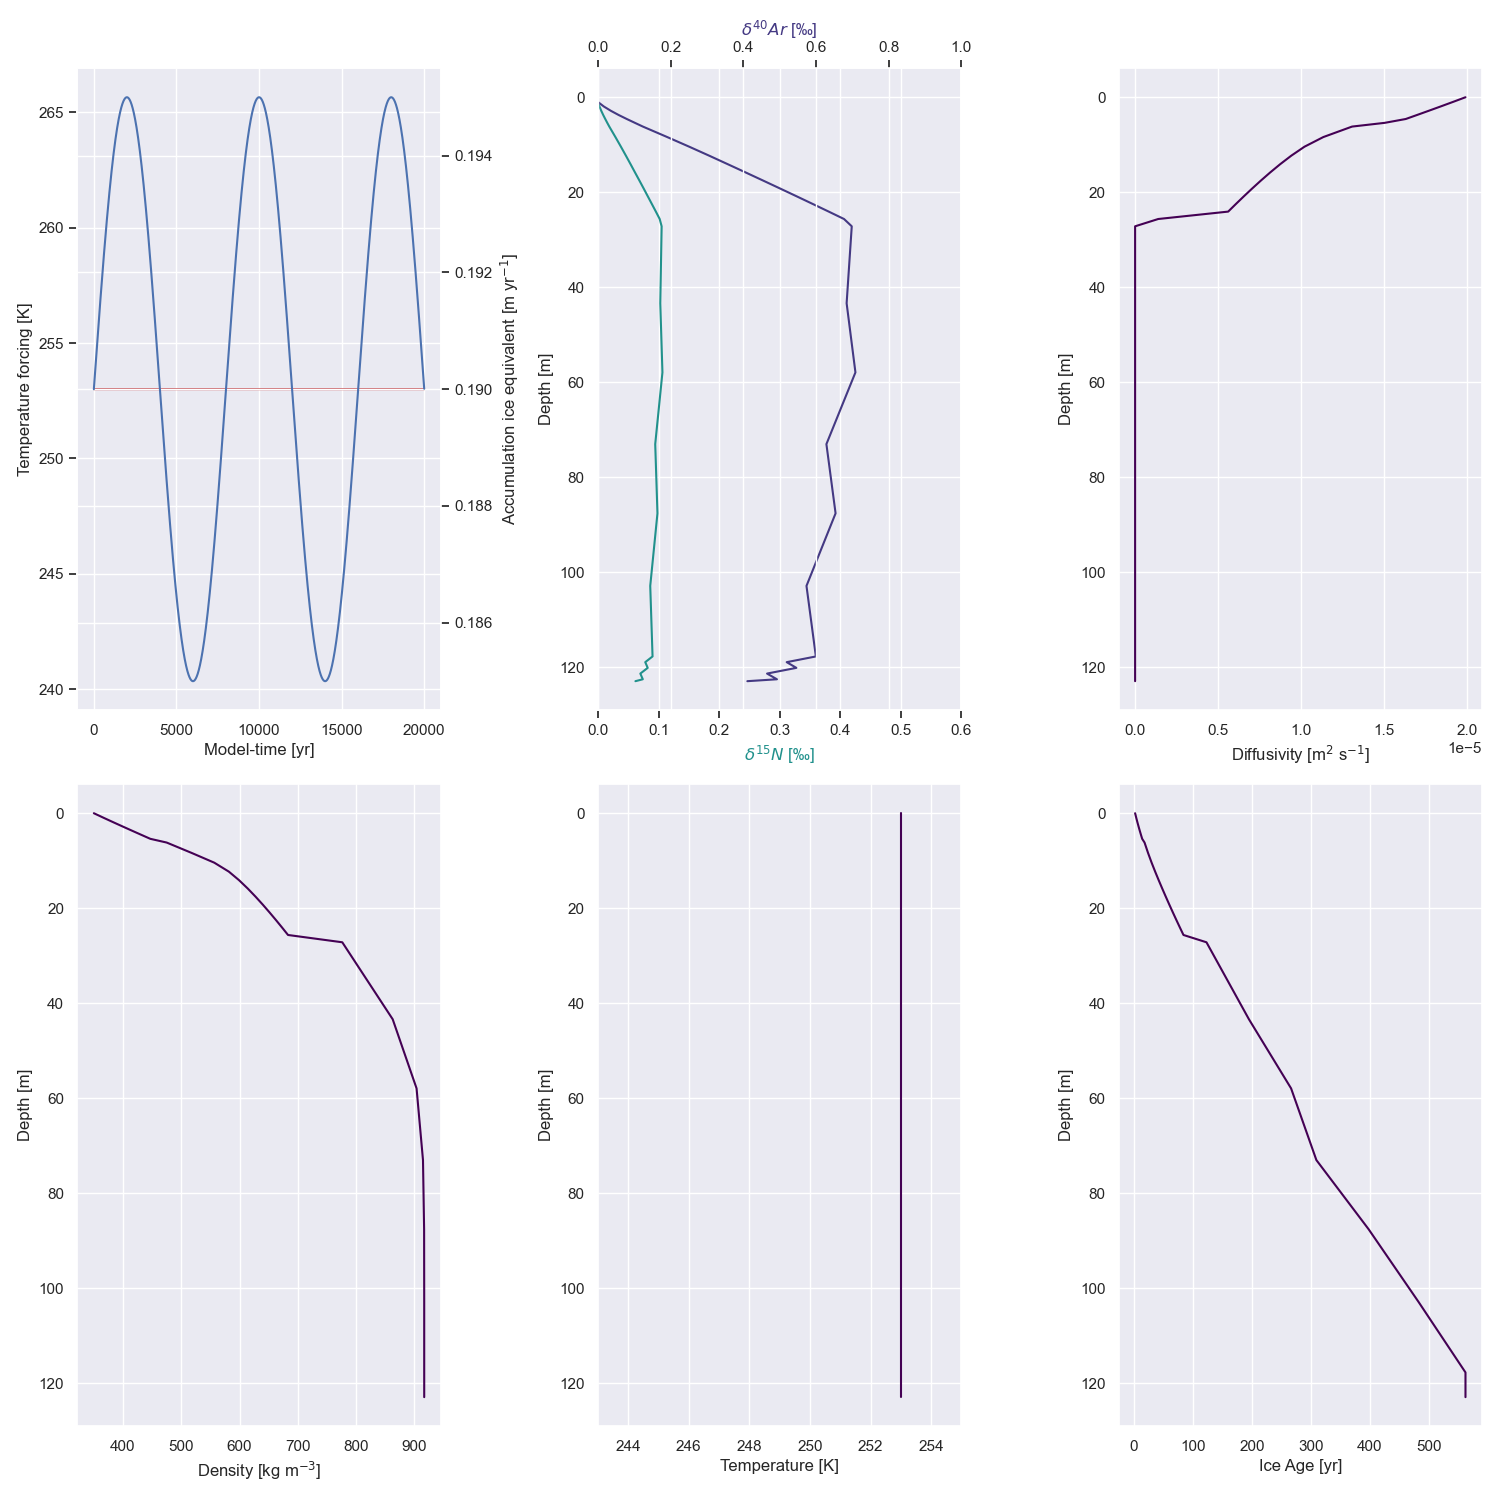 δ⁴⁰Ar [‰]
0.0 0.2 0.4 0.6 0.8 1.0
265
260
255
250
245
240
Temperature forcing [K]
0.194
0.192
0.190
0.188
0.186
Accumulation ice equivalent [m yr⁻¹]
0 5000 10000 15000 20000
Model-time [yr]
0
20
40
60
80
100
120
Depth [m]
0.0 0.1 0.2 0.3 0.4 0.5 0.6
δ¹⁵N [‰]
0
20
40
60
80
100
120
Depth [m]
0.0 0.5 1.0 1.5 2.0
1e−5
Diffusivity [m² s⁻¹]
0
20
40
60
80
100
120
Depth [m]
400 500 600 700 800 900
Density [kg m⁻³]
0
20
40
60
80
100
120
Depth [m]
244 246 248 250 252 254
Temperature [K]
0
20
40
60
80
100
120
Depth [m]
0 100 200 300 400 500
Ice Age [yr]